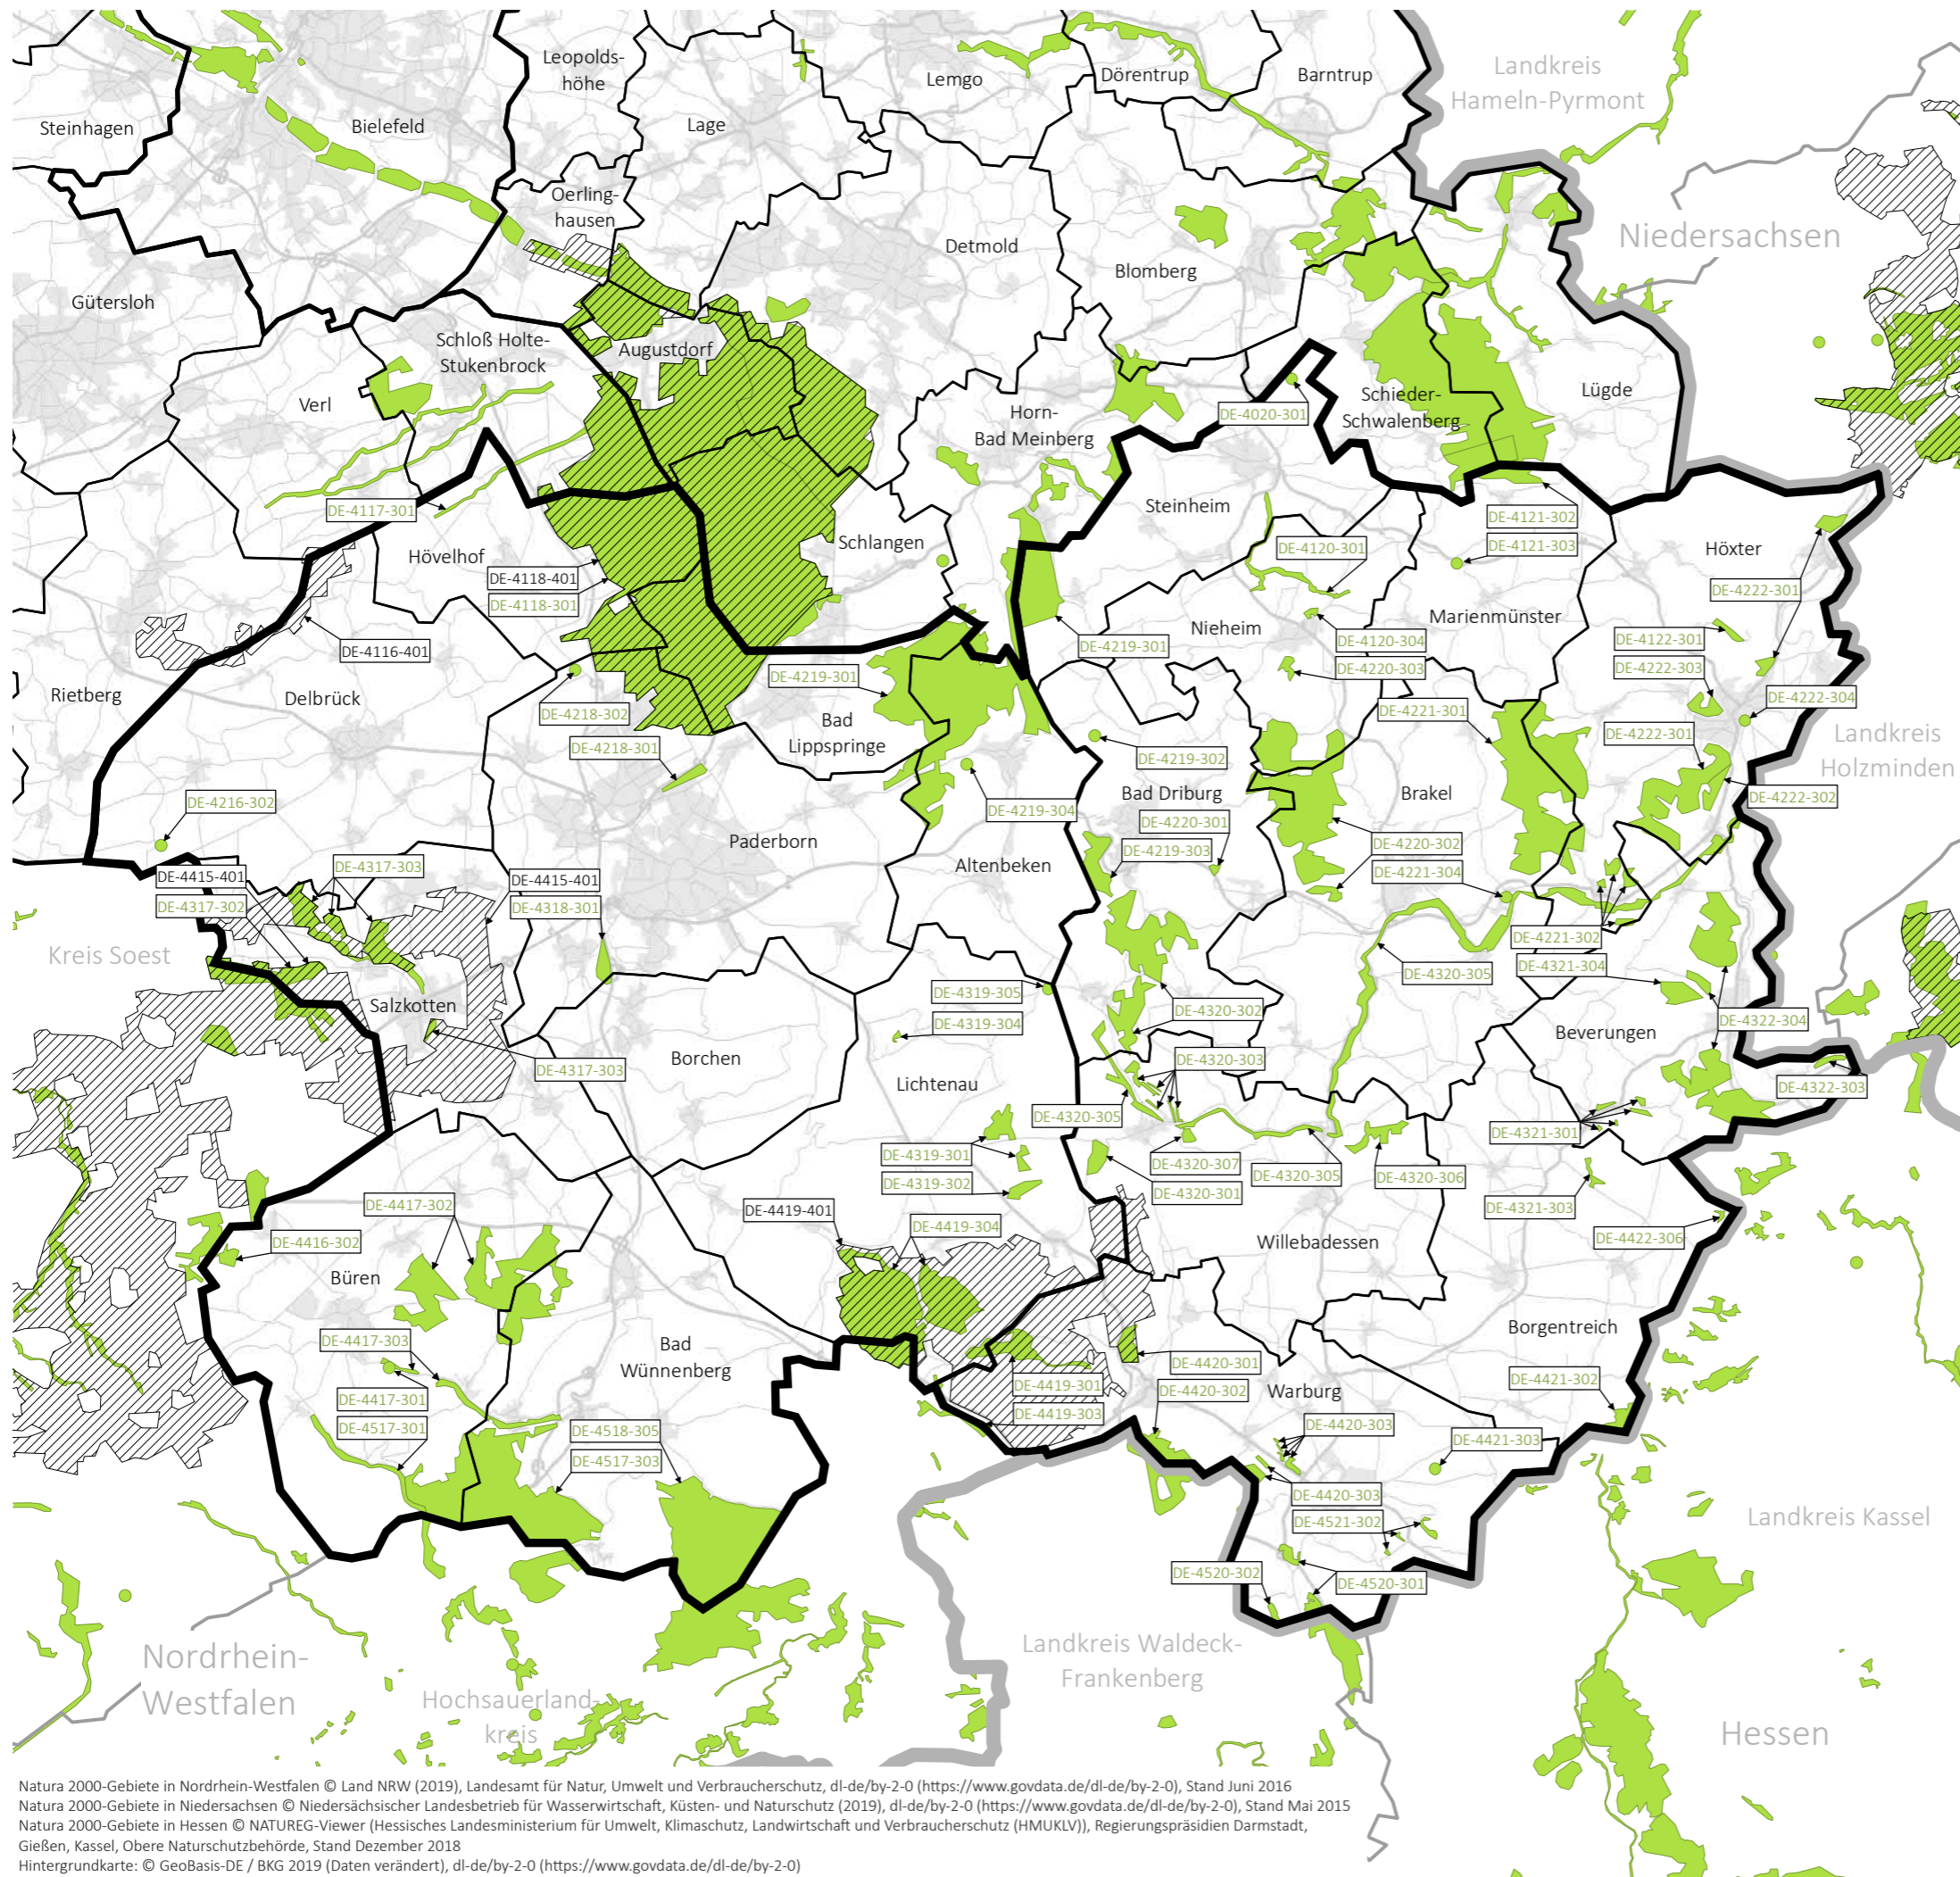 Leopolds-
höhe
Lemgo
Dörentrup
Barntrup
Landkreis
Hameln-Pyrmont
Steinhagen
Bielefeld
Lage
Oerling-
hausen
Detmold
Blomberg
Niedersachsen
Gütersloh
Schloß Holte-
Stukenbrock
Augustdorf
Verl
Horn-
Bad Meinberg
DE-4020-301
Schieder-
Schwalenberg
Lügde
DE-4117-301
Steinheim
DE-4121-302
DE-4121-303
Hövelhof
Schlangen
DE-4120-301
Höxter
DE-4118-401
DE-4118-301
DE-4222-301
Marienmünster
Nieheim
DE-4120-304
DE-4220-303
DE-4219-301
DE-4122-301
DE-4222-303
DE-4116-401
Rietberg
Delbrück
DE-4219-301
DE-4222-304
DE-4221-301
DE-4218-302
Bad
Lippspringe
DE-4218-301
DE-4222-301
Landkreis
Holzminden
DE-4219-302
Bad Driburg
Brakel
DE-4222-302
DE-4216-302
DE-4219-304
DE-4220-301
Paderborn
DE-4219-303
DE-4220-302
DE-4221-304
Altenbeken
DE-4415-401
DE-4317-302
DE-4317-303
DE-4415-401
DE-4318-301
Kreis Soest
DE-4221-302
DE-4321-304
DE-4320-305
Salzkotten
DE-4319-305
DE-4319-304
DE-4320-302
DE-4322-304
Beverungen
DE-4317-303
Borchen
DE-4320-303
Lichtenau
DE-4322-303
DE-4320-305
DE-4321-301
DE-4319-301
DE-4319-302
DE-4320-307
DE-4320-301
DE-4320-305
DE-4320-306
DE-4417-302
DE-4419-401
DE-4419-304
DE-4321-303
DE-4422-306
DE-4416-302
Büren
Willebadessen
DE-4417-303
Bad
Wünnenberg
Borgentreich
DE-4420-301
DE-4420-302
Warburg
DE-4421-302
DE-4417-301
DE-4517-301
DE-4419-301
DE-4419-303
DE-4518-305
DE-4517-303
DE-4420-303
DE-4421-303
DE-4420-303
DE-4521-302
Landkreis Kassel
DE-4520-302
DE-4520-301
Nordrhein-
Westfalen
Landkreis Waldeck-
Frankenberg
Hochsauerland-
kreis
Hessen
Natura 2000-Gebiete in Nordrhein-Westfalen © Land NRW (2019), Landesamt für Natur, Umwelt und Verbraucherschutz, dl-de/by-2-0 (https://www.govdata.de/dl-de/by-2-0), Stand Juni 2016
Natura 2000-Gebiete in Niedersachsen © Niedersächsischer Landesbetrieb für Wasserwirtschaft, Küsten- und Naturschutz (2019), dl-de/by-2-0 (https://www.govdata.de/dl-de/by-2-0), Stand Mai 2015
Natura 2000-Gebiete in Hessen © NATUREG-Viewer (Hessisches Landesministerium für Umwelt, Klimaschutz, Landwirtschaft und Verbraucherschutz (HMUKLV)), Regierungspräsidien Darmstadt,
Gießen, Kassel, Obere Naturschutzbehörde, Stand Dezember 2018
Hintergrundkarte: © GeoBasis-DE / BKG 2019 (Daten verändert), dl-de/by-2-0 (https://www.govdata.de/dl-de/by-2-0)